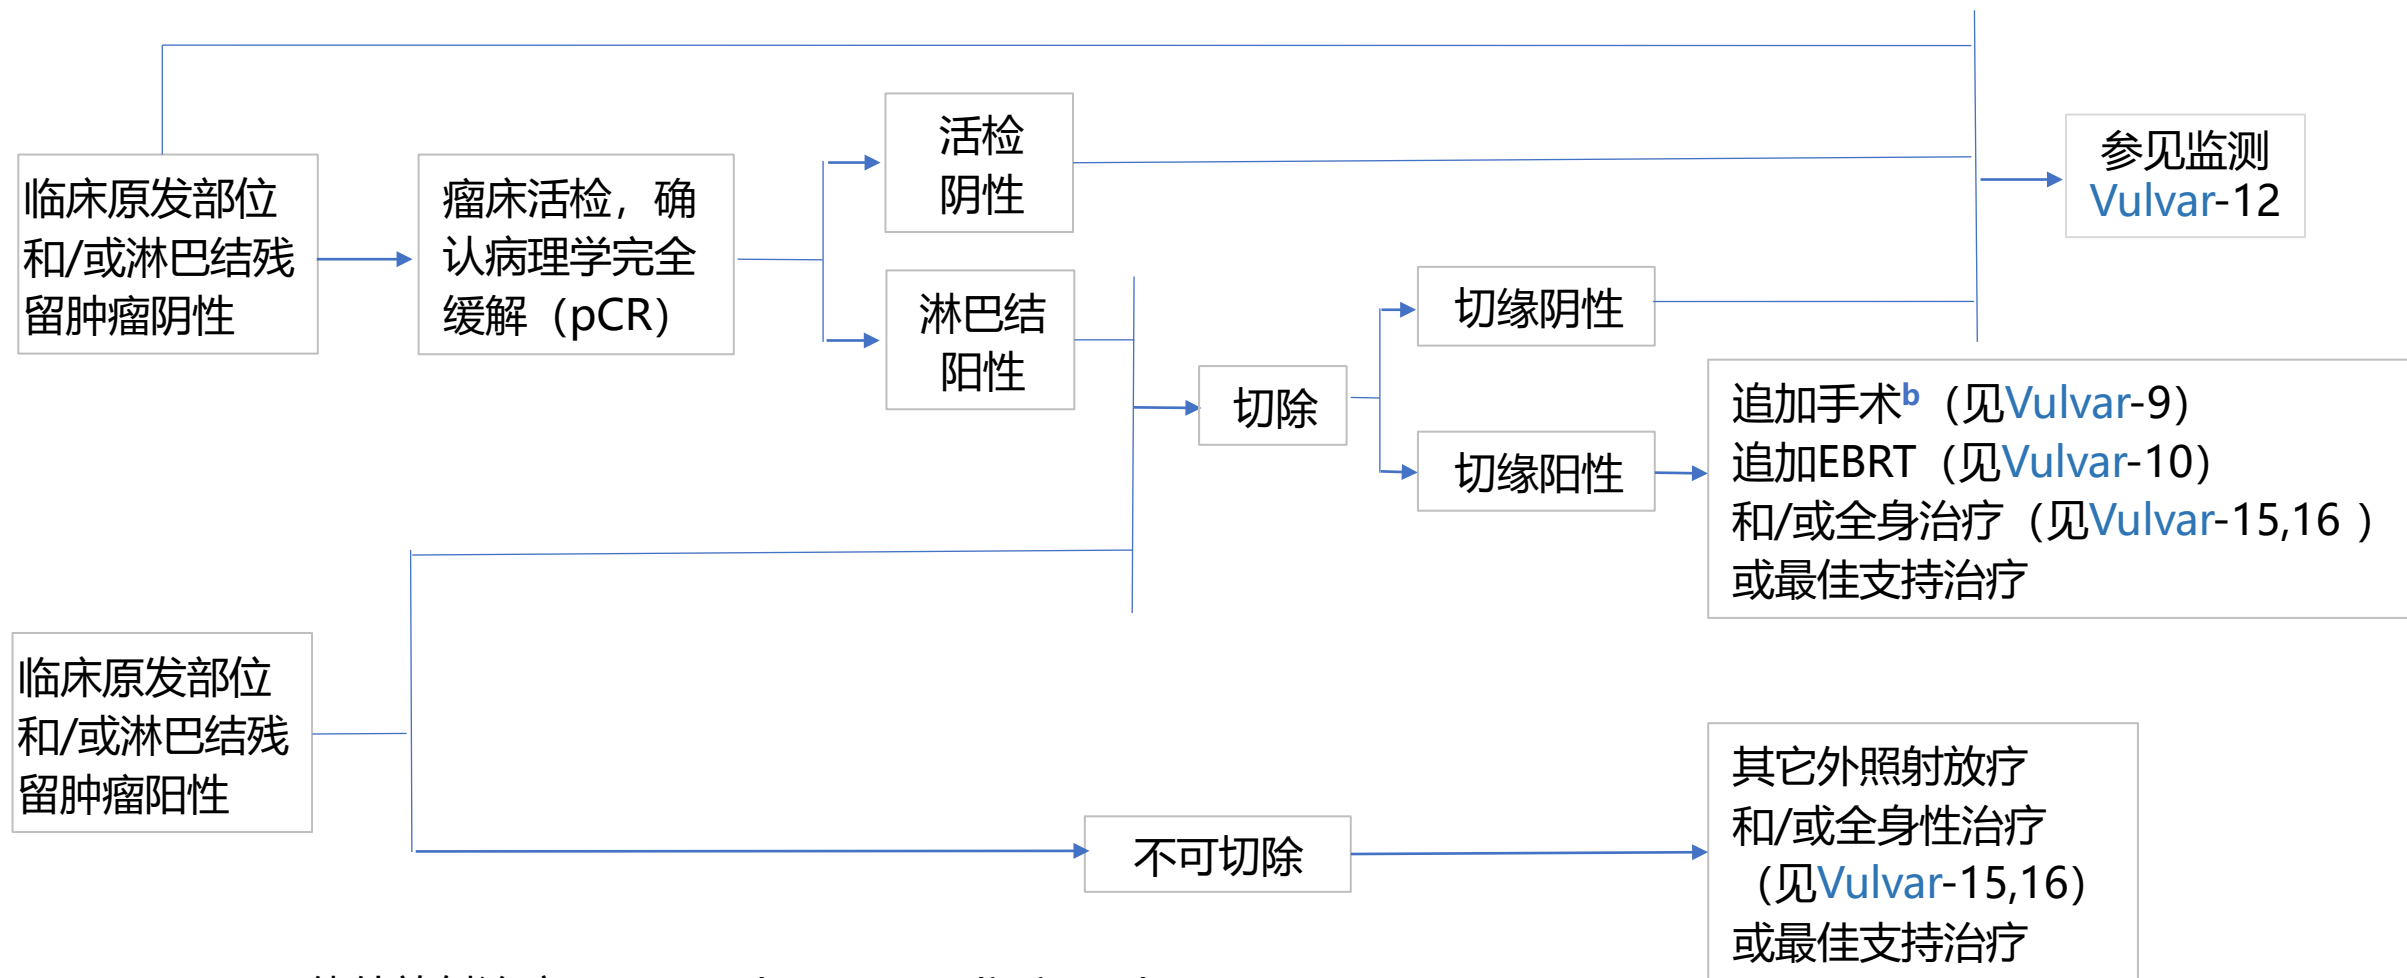 临床原发部位
和/或淋巴结残
留肿瘤阴性
瘤床活检，确
认病理学完全
缓解（pCR）
活检
阴性
淋巴结
阳性
切除
切缘阴性
切缘阳性
参见监测
Vulvar-12
追加手术b（见Vulvar-9）
追加EBRT（见Vulvar-10）
和/或全身治疗（见Vulvar-15,16 ）
或最佳支持治疗
临床原发部位
和/或淋巴结残
留肿瘤阳性
不可切除
其它外照射放疗
和/或全身性治疗
（见Vulvar-15,16）
或最佳支持治疗